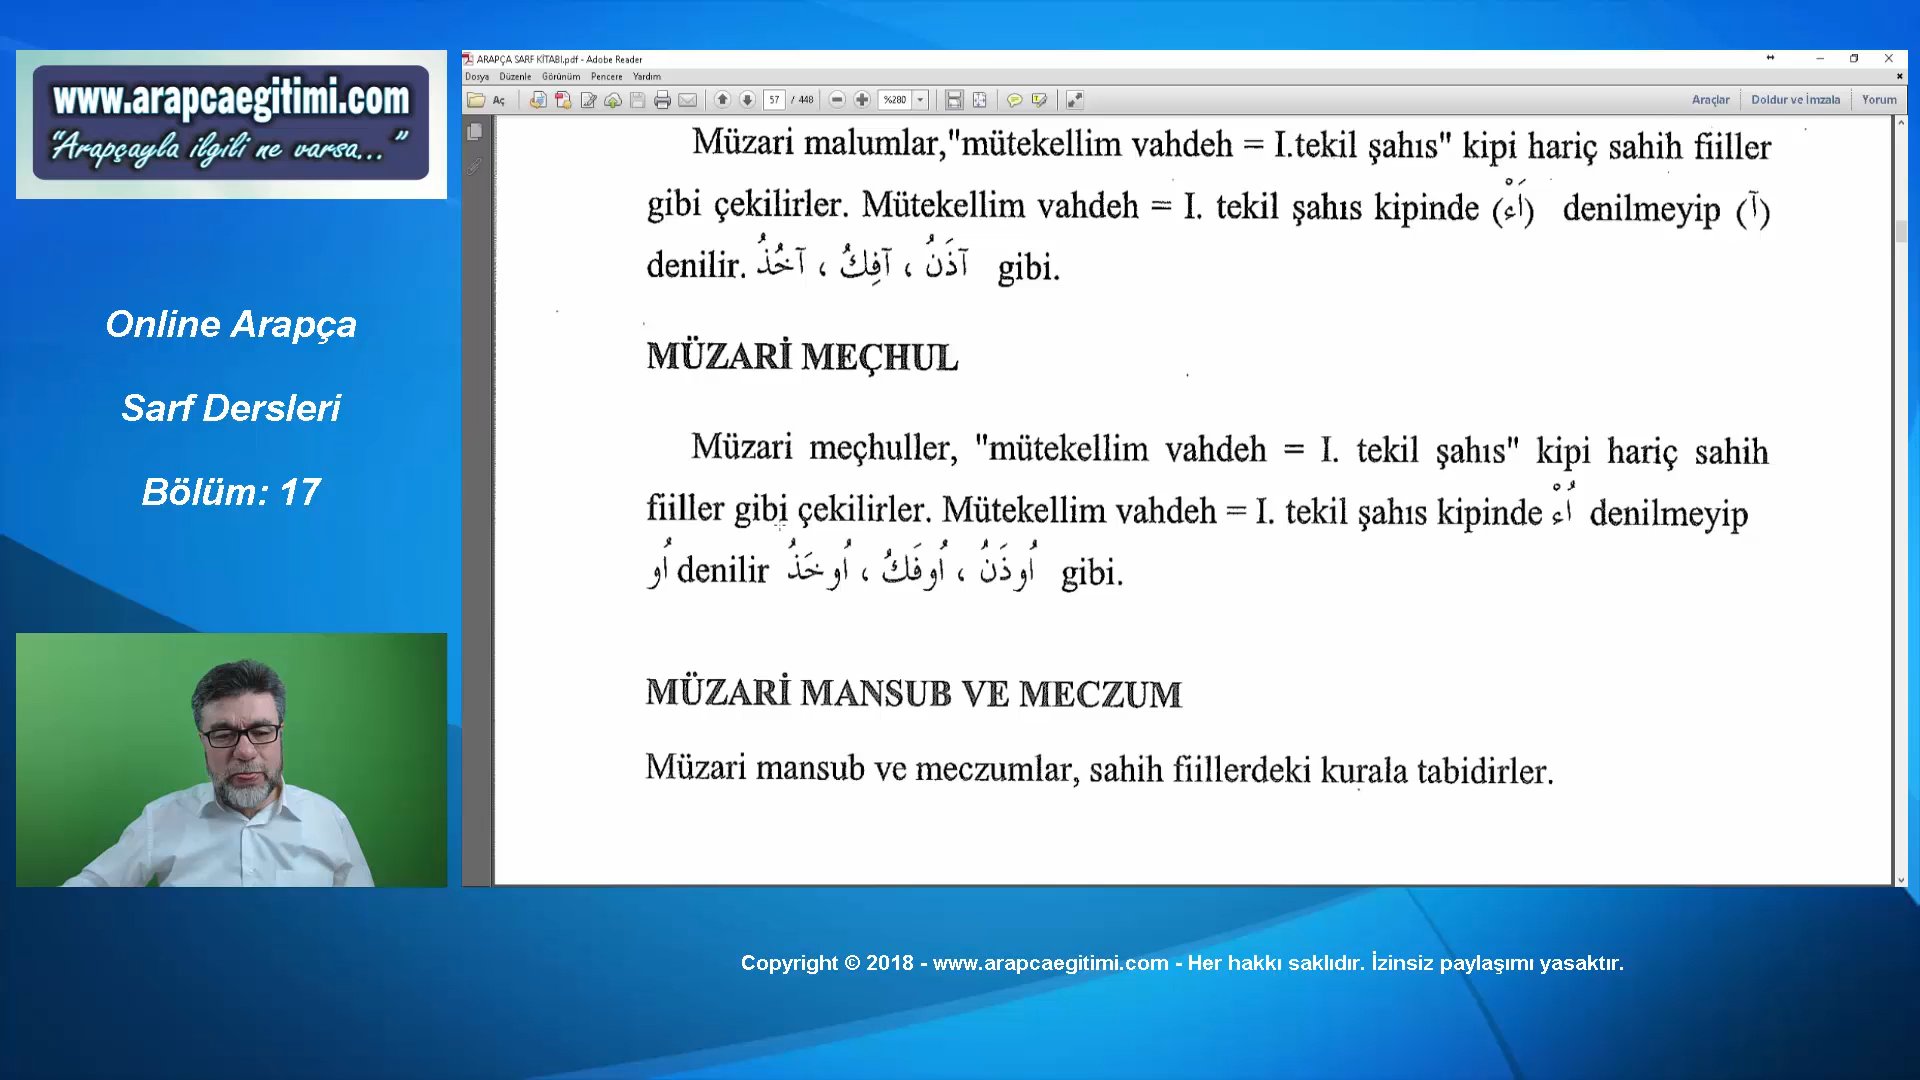 www.arapcaegitimi.com
"Arapçayla ilgili ne varsa..."
Online Arapça
Sarf Dersleri
Bölüm: 17
ARAPÇA SARF KİTABI.pdf - Adobe Reader
Dosya Düzenle Görünüm Pencere Yardım
Aç 57 / 448 %280 Araçlar Doldur ve İmzala Yorum
Müzari malumlar,"mütekellim vahdeh = I.tekil şahıs" kipi hariç sahih fiiller
gibi çekilirler. Mütekellim vahdeh = I. tekil şahıs kipinde (اَءْ) denilmeyip (آ)
denilir. آذَنُ ، آفِكُ ، آخُذُ gibi.
MÜZARİ MEÇHUL
Müzari meçhuller, "mütekellim vahdeh = I. tekil şahıs" kipi hariç sahih
fiiller gibi çekilirler. Mütekellim vahdeh = I. tekil şahıs kipinde اُءْ denilmeyip
اُو denilir اُوذَنُ ، اُوفَكُ ، اُوخَذُ gibi.
MÜZARİ MANSUB VE MECZUM
Müzari mansub ve meczumlar, sahih fiillerdeki kurala tabidirler.
Copyright © 2018 - www.arapcaegitimi.com - Her hakkı saklıdır. İzinsiz paylaşımı yasaktır.